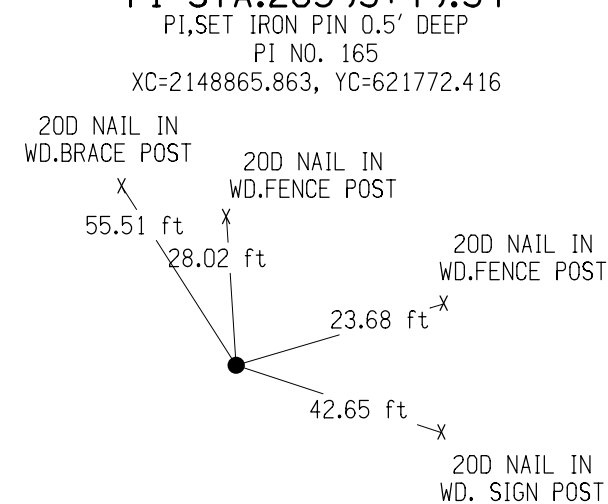 PI,SET IRON PIN 0.5' DEEP
PI NO. 165
XC=2148865.863, YC=621772.416
20D NAIL IN
WD.BRACE POST
20D NAIL IN
WD.FENCE POST
55.51 ft
28.02 ft
20D NAIL IN
WD.FENCE POST
23.68 ft
42.65 ft
20D NAIL IN
WD. SIGN POST